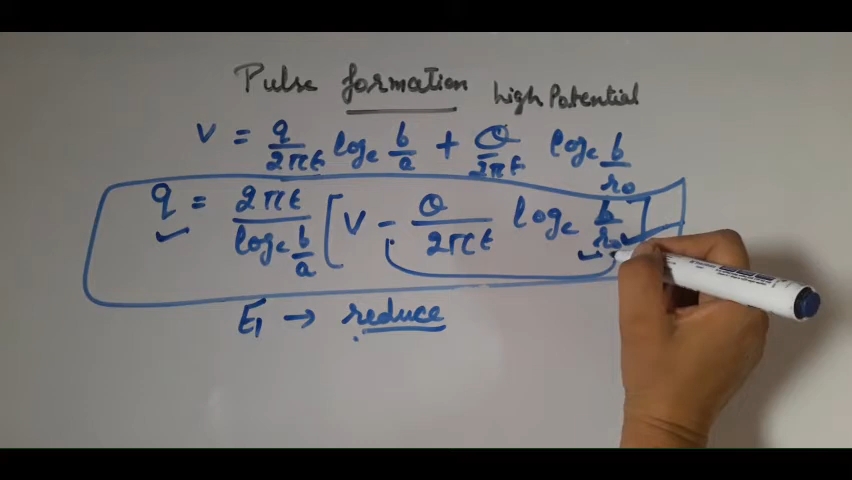 Pulse formation
high Potential
V = q/2πε logₑ b/a + Q/2πε logₑ b/r₀
q = 2πε/logₑ b/a [V - Q/2πε logₑ b/r₀]
E₁ → reduce